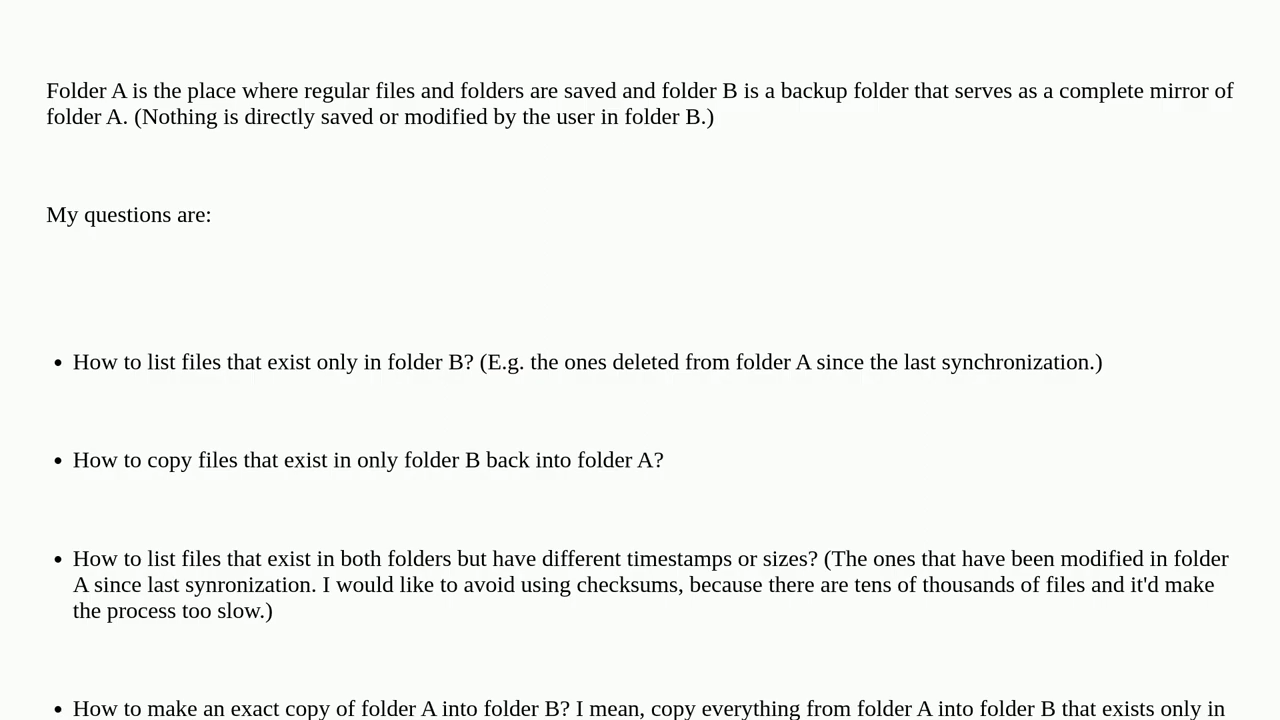 Folder A is the place where regular files and folders are saved and folder B is a backup folder that serves as a complete mirror of
folder A. (Nothing is directly saved or modified by the user in folder B.)
My questions are:
• How to list files that exist only in folder B? (E.g. the ones deleted from folder A since the last synchronization.)
• How to copy files that exist in only folder B back into folder A?
• How to list files that exist in both folders but have different timestamps or sizes? (The ones that have been modified in folder
A since last synronization. I would like to avoid using checksums, because there are tens of thousands of files and it'd make
the process too slow.)
• How to make an exact copy of folder A into folder B? I mean, copy everything from folder A into folder B that exists only in